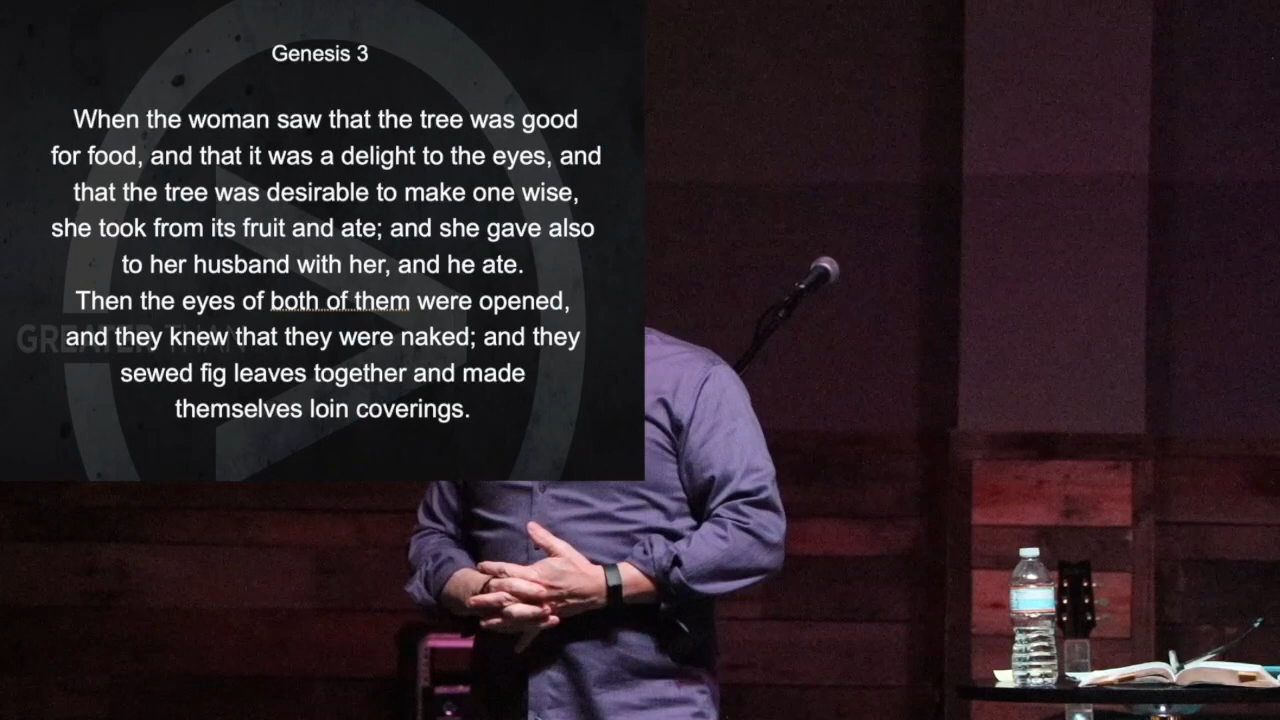 Genesis 3
When the woman saw that the tree was good
for food, and that it was a delight to the eyes, and
that the tree was desirable to make one wise,
she took from its fruit and ate; and she gave also
to her husband with her, and he ate.
Then the eyes of both of them were opened,
GREATER THAN
and they knew that they were naked; and they
sewed fig leaves together and made
themselves loin coverings.